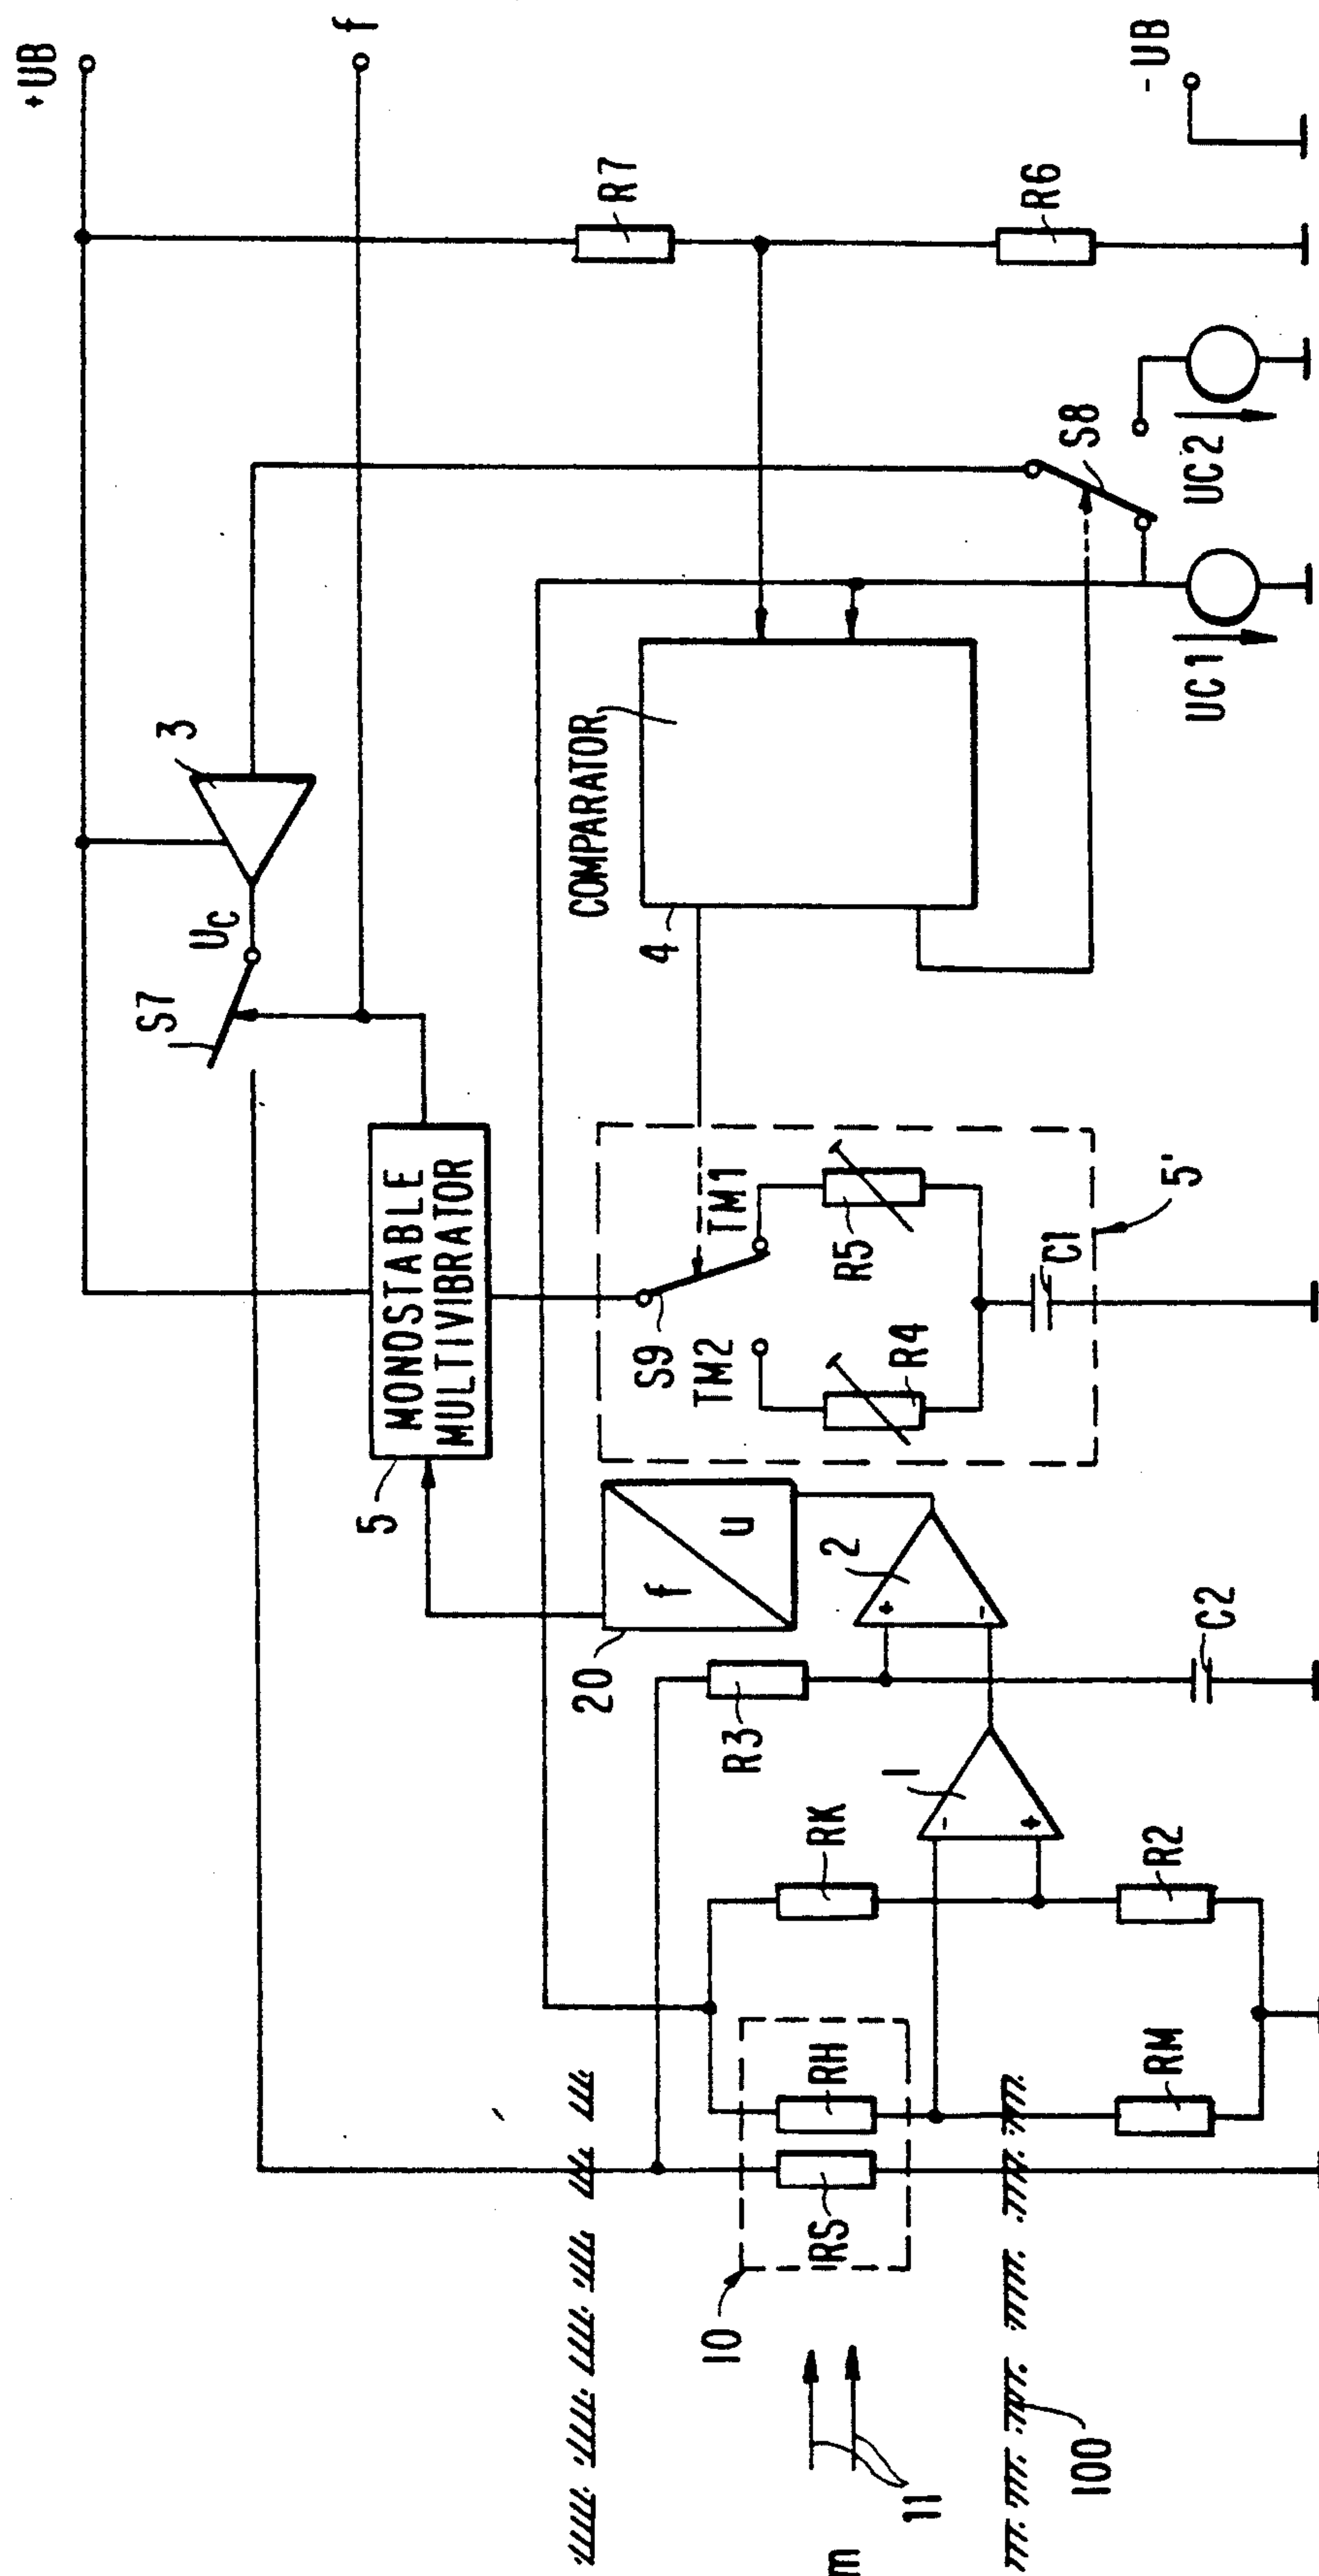 +UB
f
R7
R6
-UB
3
UC
S7
S8
UC2
UC1
COMPARATOR
4
MONOSTABLE
MULTIVIBRATOR
5
TM1
S9
TM2
R5
R4
C1
5'
f
u
20
2
+
-
C2
R3
1
-
+
RK
R2
RH
RM
RS
10
11
100
m